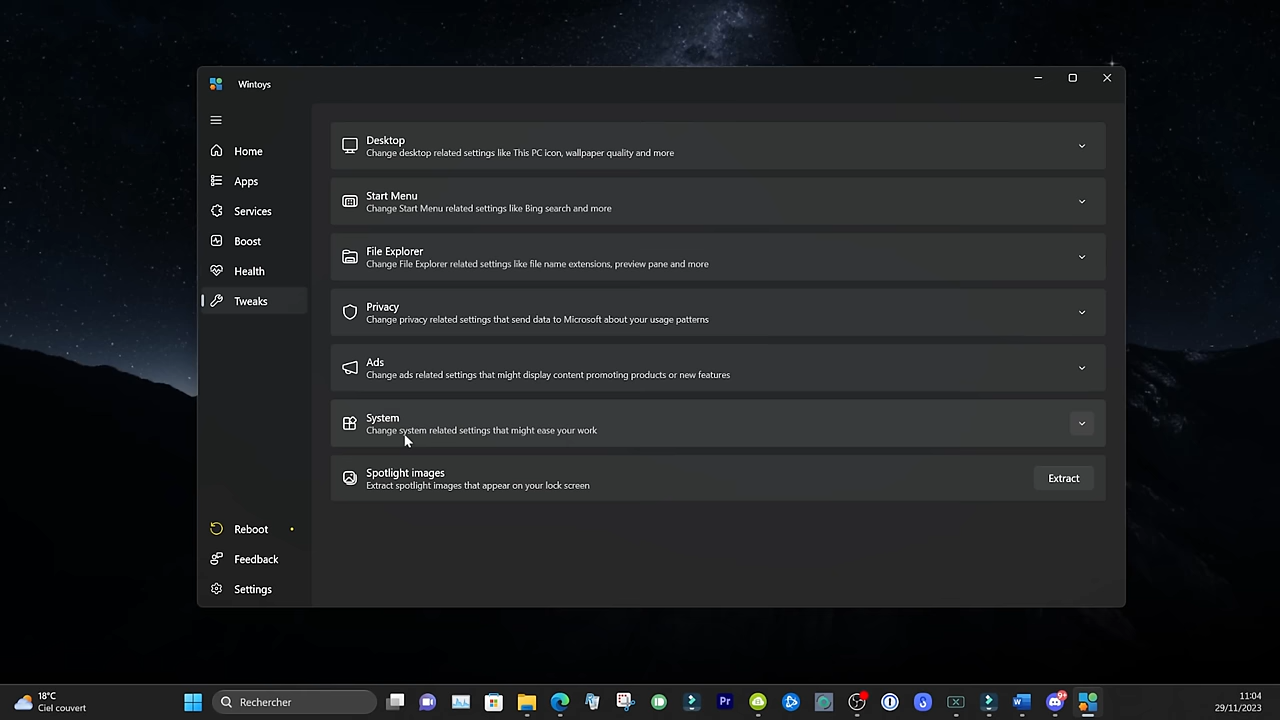 Wintoys
Home
Apps
Services
Boost
Health
Tweaks
Reboot
Feedback
Settings
Desktop
Change desktop related settings like This PC icon, wallpaper quality and more
Start Menu
Change Start Menu related settings like Bing search and more
File Explorer
Change File Explorer related settings like file name extensions, preview pane and more
Privacy
Change privacy related settings that send data to Microsoft about your usage patterns
Ads
Change ads related settings that might display content promoting products or new features
System
Change system related settings that might ease your work
Spotlight images
Extract spotlight images that appear on your lock screen
Extract
18°C
Ciel couvert
Rechercher
Pr
9+
11:04
29/11/2023